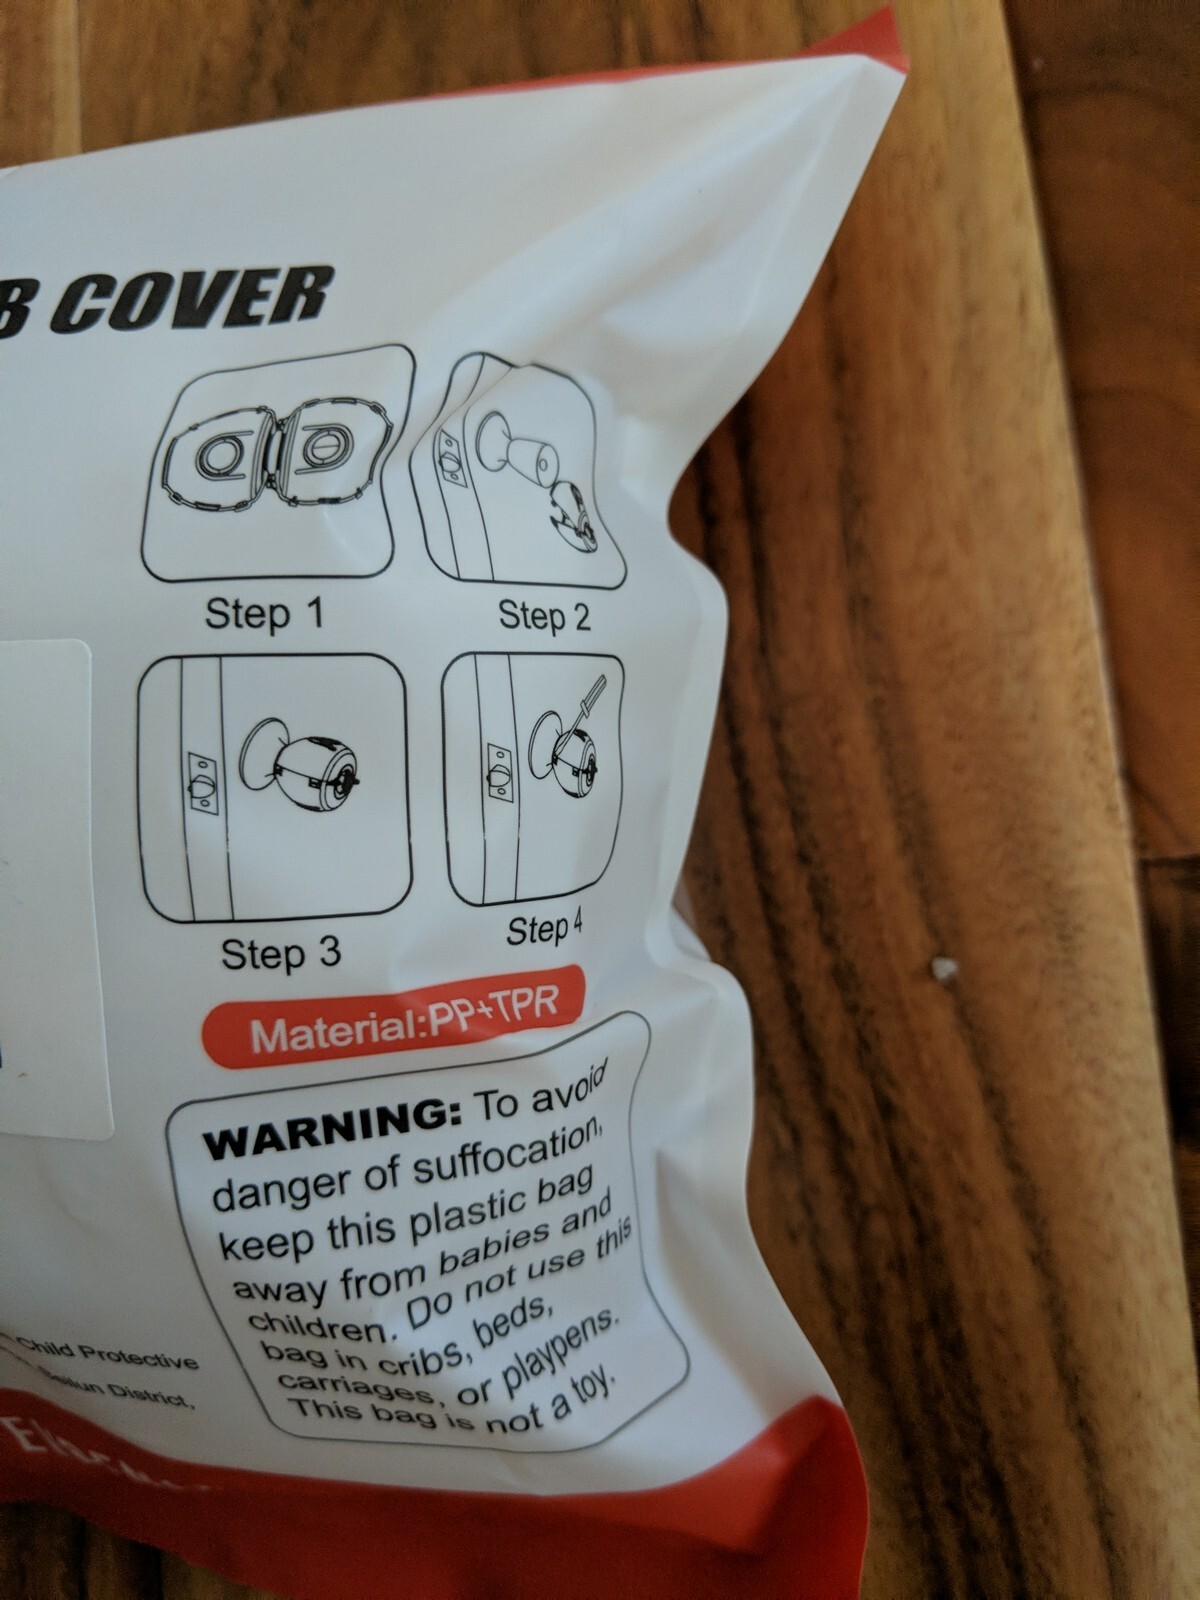 B COVER
Step 1
Step 2
Step 3
Step 4
Material:PP+TPR
WARNING: To avoid
danger of suffocation,
keep this plastic bag
away from babies and
children. Do not use this
bag in cribs, beds,
carriages, or playpens.
This bag is not a toy.
Child Protective
District,